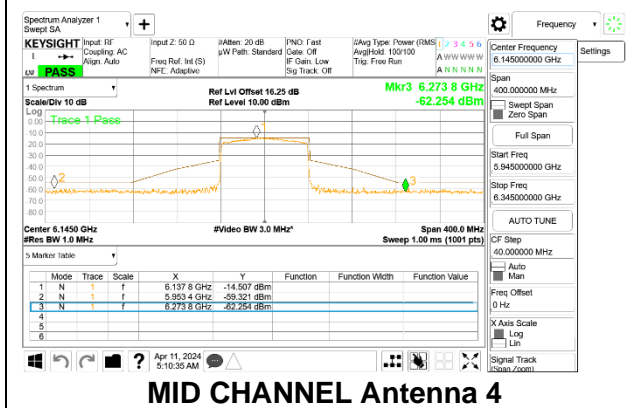 Spectrum Analyzer 1
Swept SA
Frequency
KEYSIGHT
Input: RF
Coupling: AC
Align: Auto
Input Z: 50 Ω
Freq Ref: Int (S)
NFE: Adaptive
#Atten: 20 dB
µW Path: Standard
PNO: Fast
Gate: Off
IF Gain: Low
Sig Track: Off
#Avg Type: Power (RMS
Avg|Hold: 100/100
Trig: Free Run
1 2 3 4 5 6
A W W W W W
A N N N N N
PASS
Center Frequency
6.145000000 GHz
Settings
Span
400.000000 MHz
Swept Span
Zero Span
Full Span
Start Freq
5.945000000 GHz
Stop Freq
6.345000000 GHz
AUTO TUNE
CF Step
40.000000 MHz
Auto
Man
Freq Offset
0 Hz
X Axis Scale
Log
Lin
Signal Track
(Span Zoom)
1 Spectrum
Scale/Div 10 dB
Ref Lvl Offset 16.25 dB
Ref Level 10.00 dBm
Mkr3 6.273 8 GHz
-62.254 dBm
Log
Trace 1 Pass
0.00
-10.0
-20.0
-30.0
-40.0
-50.0
-60.0
-70.0
-80.0
1
2
3
Center 6.1450 GHz
#Res BW 1.0 MHz
#Video BW 3.0 MHz*
Span 400.0 MHz
Sweep 1.00 ms (1001 pts)
5 Marker Table
Mode Trace Scale X Y Function Function Width Function Value
1 N 1 f 6.137 8 GHz -14.507 dBm
2 N 1 f 5.953 4 GHz -59.321 dBm
3 N 1 f 6.273 8 GHz -62.254 dBm
4
5
6
Apr 11, 2024
5:10:35 AM
MID CHANNEL Antenna 4